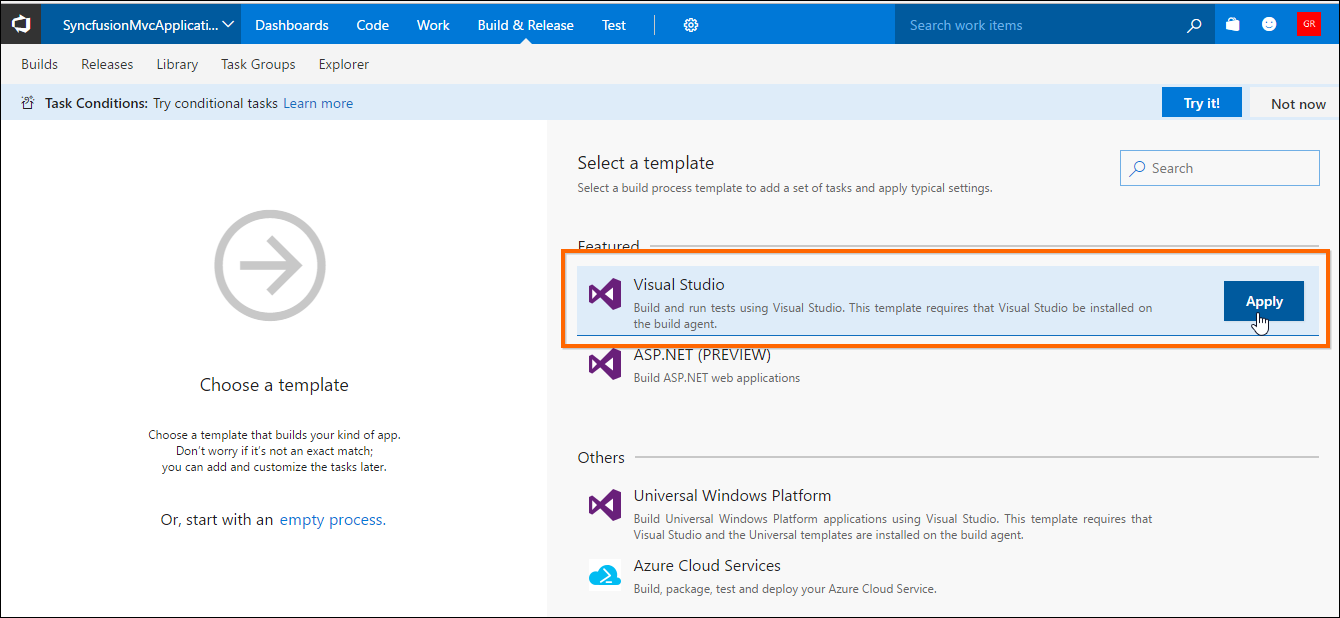 SyncfusionMvcApplicati... Dashboards Code Work Build & Release Test Search work items GR
Builds Releases Library Task Groups Explorer
Task Conditions: Try conditional tasks Learn more Try it! Not now
Select a template
Search
Select a build process template to add a set of tasks and apply typical settings.
Featured
Visual Studio
Build and run tests using Visual Studio. This template requires that Visual Studio be installed on
the build agent.
Apply
ASP.NET (PREVIEW)
Build ASP.NET web applications
Choose a template
Choose a template that builds your kind of app.
Don't worry if it's not an exact match;
you can add and customize the tasks later.
Or, start with an empty process.
Others
Universal Windows Platform
Build Universal Windows Platform applications using Visual Studio. This template requires that
Visual Studio and the Universal templates are installed on the build agent.
Azure Cloud Services
Build, package, test and deploy your Azure Cloud Service.